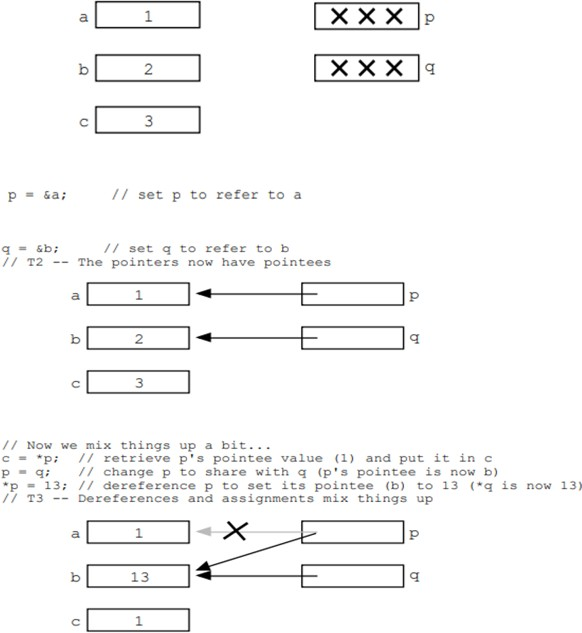 a 1 XXX p
b 2 XXX q
c 3
p = &a; // set p to refer to a
q = &b; // set q to refer to b
// T2 -- The pointers now have pointees
a 1 p
b 2 q
c 3
// Now we mix things up a bit...
c = *p; // retrieve p's pointee value (1) and put it in c
p = q; // change p to share with q (p's pointee is now b)
*p = 13; // dereference p to set its pointee (b) to 13 (*q is now 13)
// T3 -- Dereferences and assignments mix things up
a 1 p
b 13 q
c 1